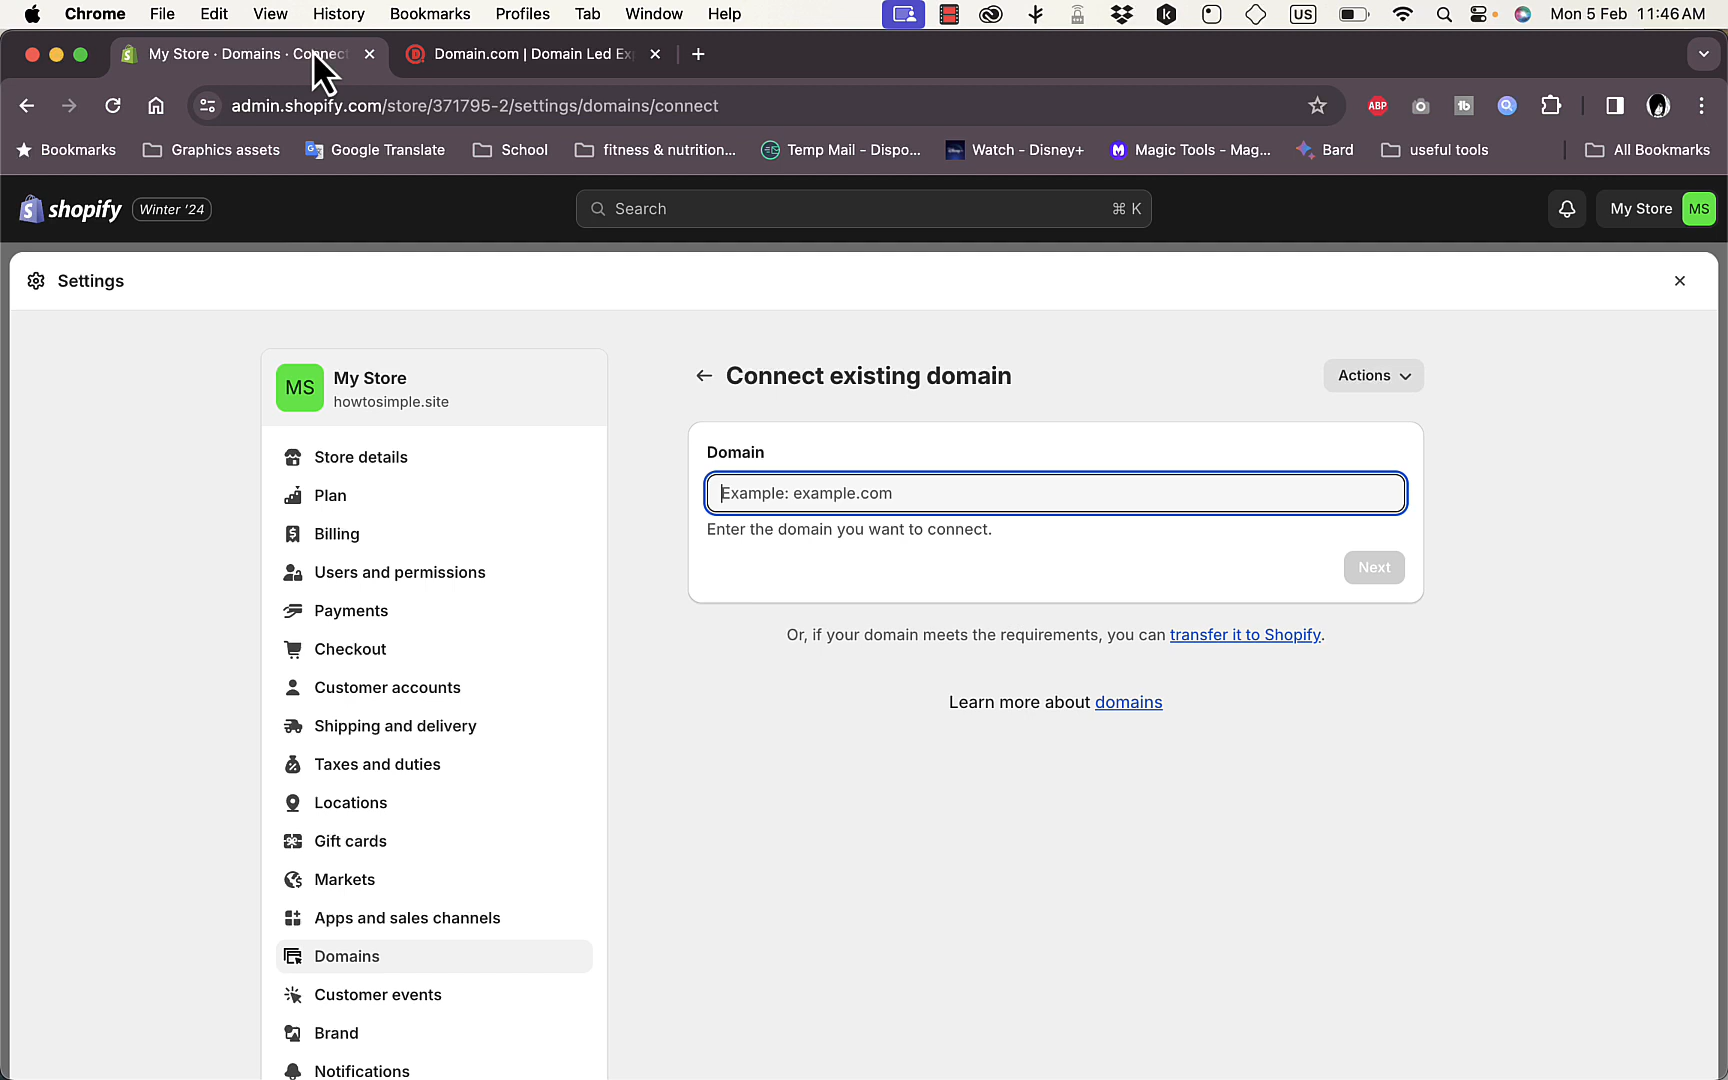 Chrome File Edit View History Bookmarks Profiles Tab Window Help US Mon 5 Feb 11:46 AM
My Store · Domains · Connect Domain.com | Domain Led Ex
admin.shopify.com/store/371795-2/settings/domains/connect ABP tb
Bookmarks Graphics assets Google Translate School fitness & nutrition... Temp Mail - Dispo... Watch - Disney+ Magic Tools - Mag... Bard useful tools All Bookmarks
shopify Winter '24 Search ⌘ K My Store MS
Settings
MS My Store
howtosimple.site
Store details
Plan
Billing
Users and permissions
Payments
Checkout
Customer accounts
Shipping and delivery
Taxes and duties
Locations
Gift cards
Markets
Apps and sales channels
Domains
Customer events
Brand
Notifications
Connect existing domain Actions
Domain
Example: example.com
Enter the domain you want to connect.
Next
Or, if your domain meets the requirements, you can transfer it to Shopify.
Learn more about domains